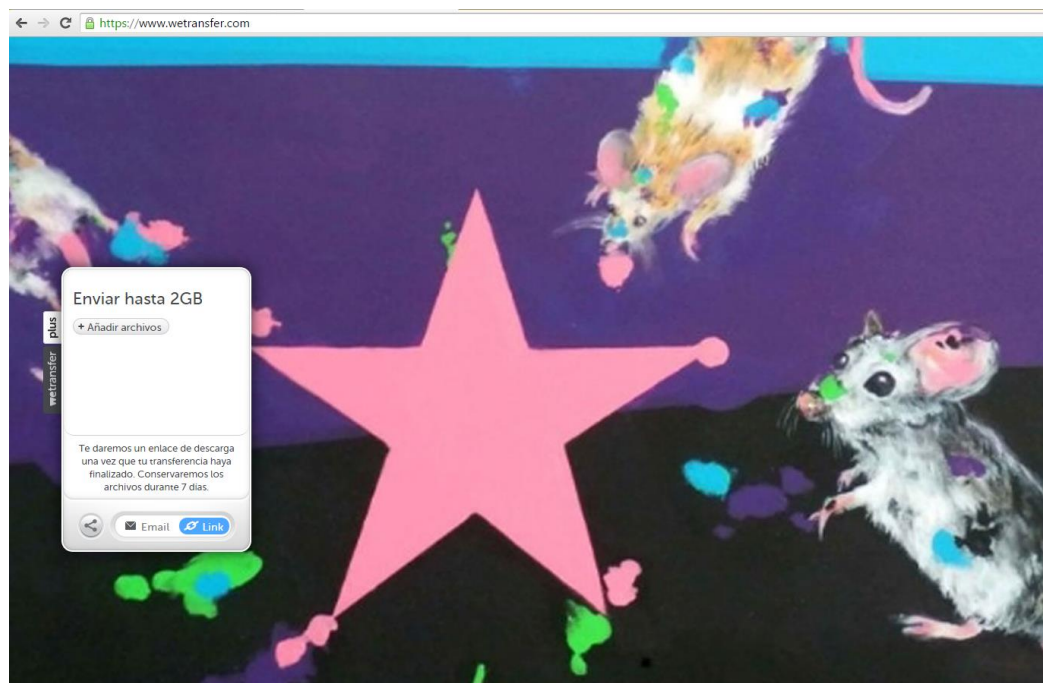 https://www.wetransfer.com
Enviar hasta 2GB
+ Añadir archivos
plus
wetransfer
Te daremos un enlace de descarga
una vez que tu transferencia haya
finalizado. Conservaremos los
archivos durante 7 dias.
Email Link